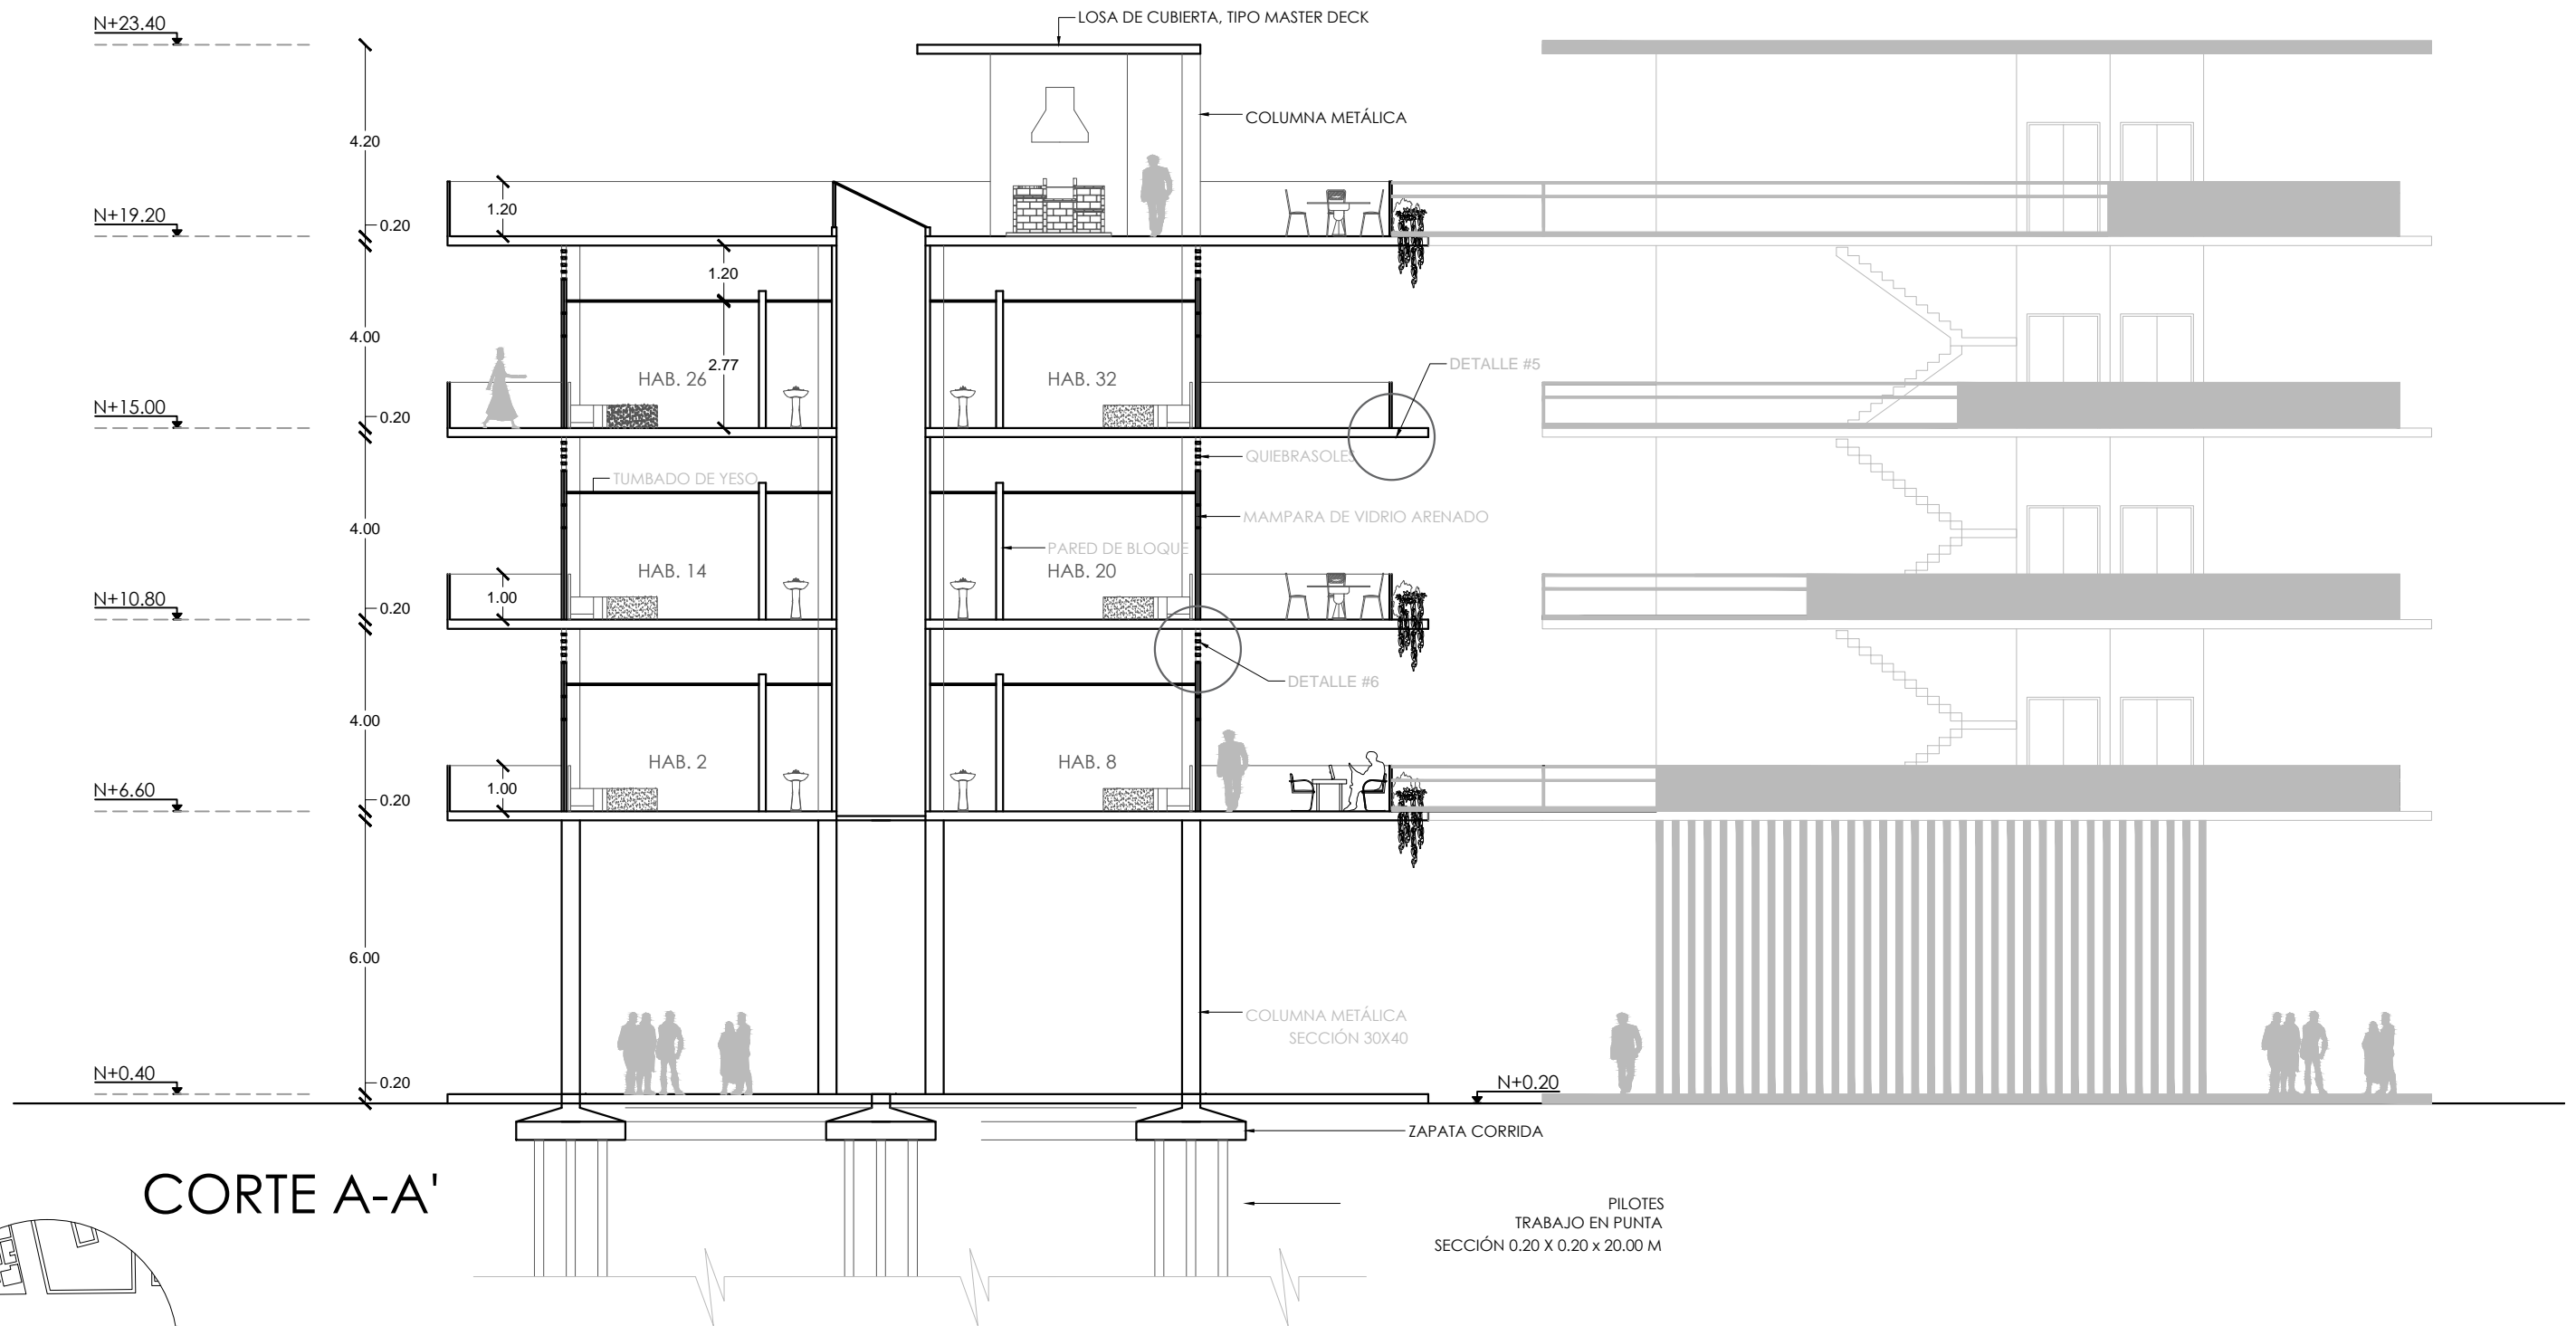 N+23.40
LOSA DE CUBIERTA, TIPO MASTER DECK
COLUMNA METÁLICA
4.20
1.20
N+19.20
0.20
1.20
4.00
2.77
HAB. 26
HAB. 32
DETALLE #5
N+15.00
0.20
QUIEBRASOLES
TUMBADO DE YESO
MAMPARA DE VIDRIO ARENADO
4.00
PARED DE BLOQUE
HAB. 14
HAB. 20
1.00
N+10.80
0.20
DETALLE #6
4.00
HAB. 2
HAB. 8
1.00
N+6.60
0.20
6.00
COLUMNA METÁLICA
SECCIÓN 30X40
N+0.40
0.20
N+0.20
ZAPATA CORRIDA
CORTE A-A'
PILOTES
TRABAJO EN PUNTA
SECCIÓN 0.20 X 0.20 x 20.00 M